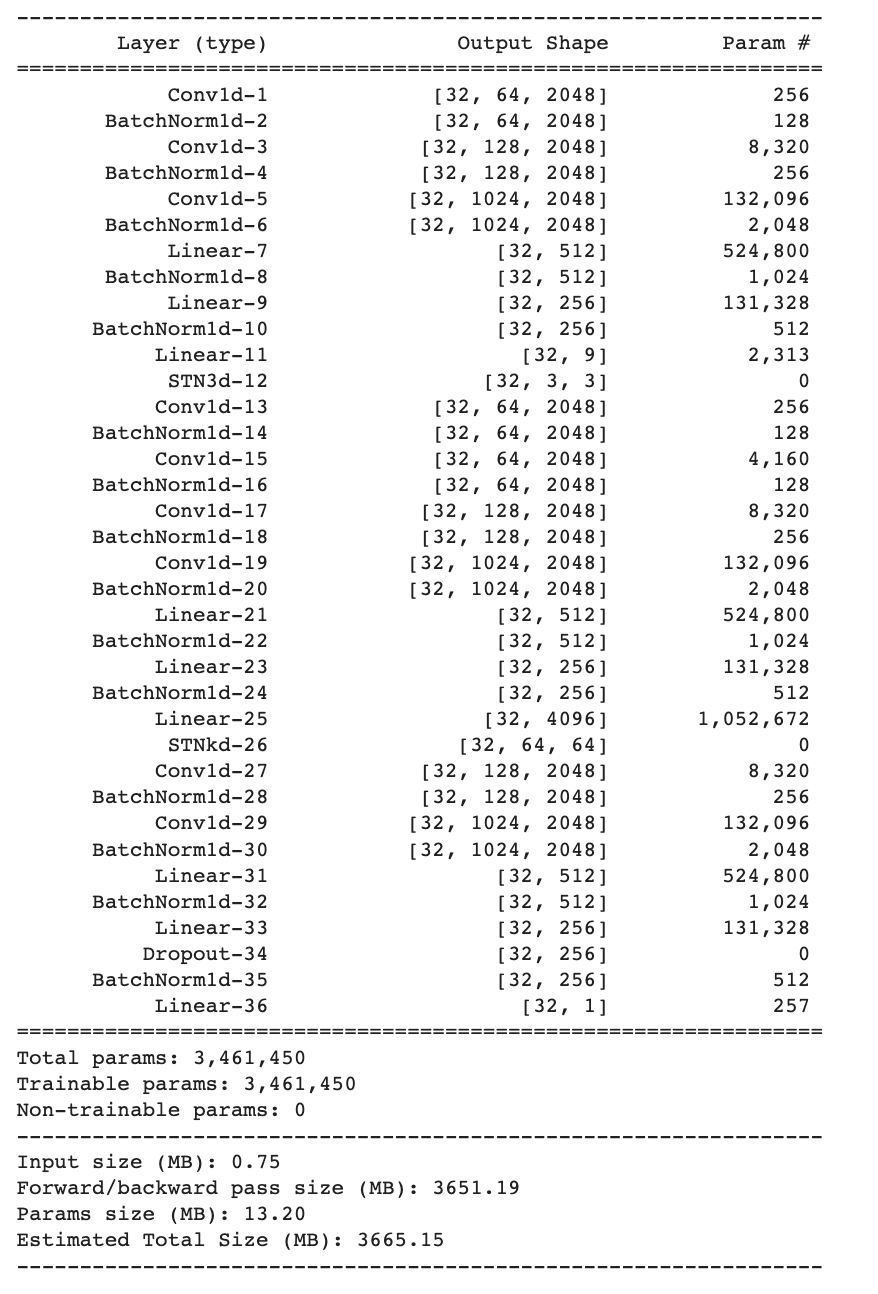 ----------------------------------------------------------------
Layer (type) Output Shape Param #
================================================================
Conv1d-1 [32, 64, 2048] 256
BatchNorm1d-2 [32, 64, 2048] 128
Conv1d-3 [32, 128, 2048] 8,320
BatchNorm1d-4 [32, 128, 2048] 256
Conv1d-5 [32, 1024, 2048] 132,096
BatchNorm1d-6 [32, 1024, 2048] 2,048
Linear-7 [32, 512] 524,800
BatchNorm1d-8 [32, 512] 1,024
Linear-9 [32, 256] 131,328
BatchNorm1d-10 [32, 256] 512
Linear-11 [32, 9] 2,313
STN3d-12 [32, 3, 3] 0
Conv1d-13 [32, 64, 2048] 256
BatchNorm1d-14 [32, 64, 2048] 128
Conv1d-15 [32, 64, 2048] 4,160
BatchNorm1d-16 [32, 64, 2048] 128
Conv1d-17 [32, 128, 2048] 8,320
BatchNorm1d-18 [32, 128, 2048] 256
Conv1d-19 [32, 1024, 2048] 132,096
BatchNorm1d-20 [32, 1024, 2048] 2,048
Linear-21 [32, 512] 524,800
BatchNorm1d-22 [32, 512] 1,024
Linear-23 [32, 256] 131,328
BatchNorm1d-24 [32, 256] 512
Linear-25 [32, 4096] 1,052,672
STNkd-26 [32, 64, 64] 0
Conv1d-27 [32, 128, 2048] 8,320
BatchNorm1d-28 [32, 128, 2048] 256
Conv1d-29 [32, 1024, 2048] 132,096
BatchNorm1d-30 [32, 1024, 2048] 2,048
Linear-31 [32, 512] 524,800
BatchNorm1d-32 [32, 512] 1,024
Linear-33 [32, 256] 131,328
Dropout-34 [32, 256] 0
BatchNorm1d-35 [32, 256] 512
Linear-36 [32, 1] 257
================================================================
Total params: 3,461,450
Trainable params: 3,461,450
Non-trainable params: 0
----------------------------------------------------------------
Input size (MB): 0.75
Forward/backward pass size (MB): 3651.19
Params size (MB): 13.20
Estimated Total Size (MB): 3665.15
----------------------------------------------------------------